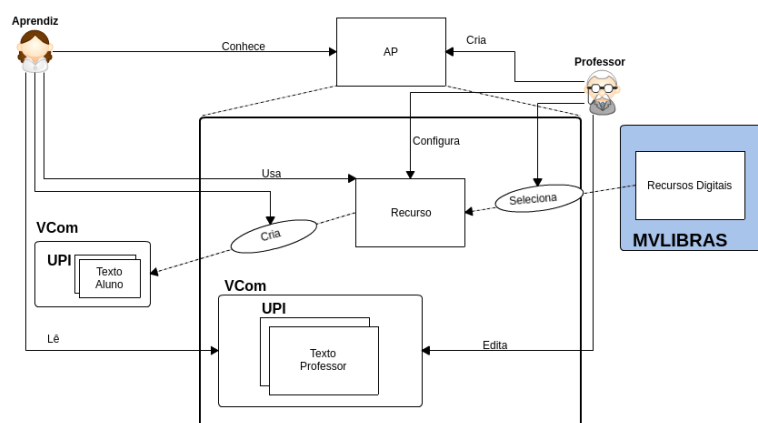 Aprendiz
Conhece
AP
Cria
Professor
Configura
Usa
Recurso
Seleciona
Recursos Digitais
MVLIBRAS
Cria
VCom
UPI
Texto
Aluno
VCom
UPI
Texto
Professor
Lê
Edita